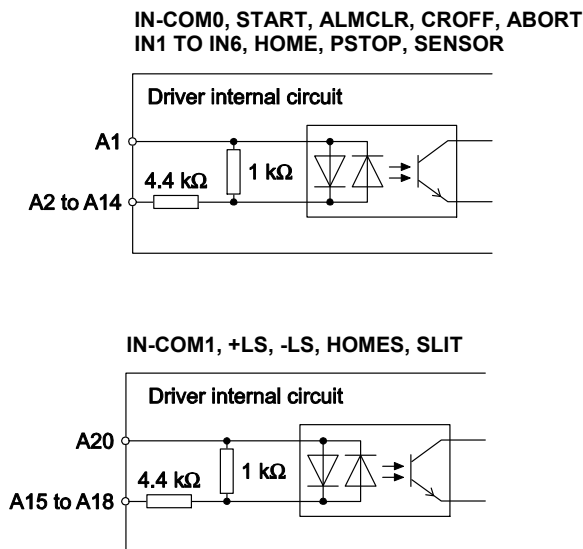 IN-COM0, START, ALMCLR, CROFF, ABORT
IN1 TO IN6, HOME, PSTOP, SENSOR
Driver internal circuit
A1
4.4 kΩ
1 kΩ
A2 to A14
IN-COM1, +LS, -LS, HOMES, SLIT
Driver internal circuit
A20
4.4 kΩ
1 kΩ
A15 to A18